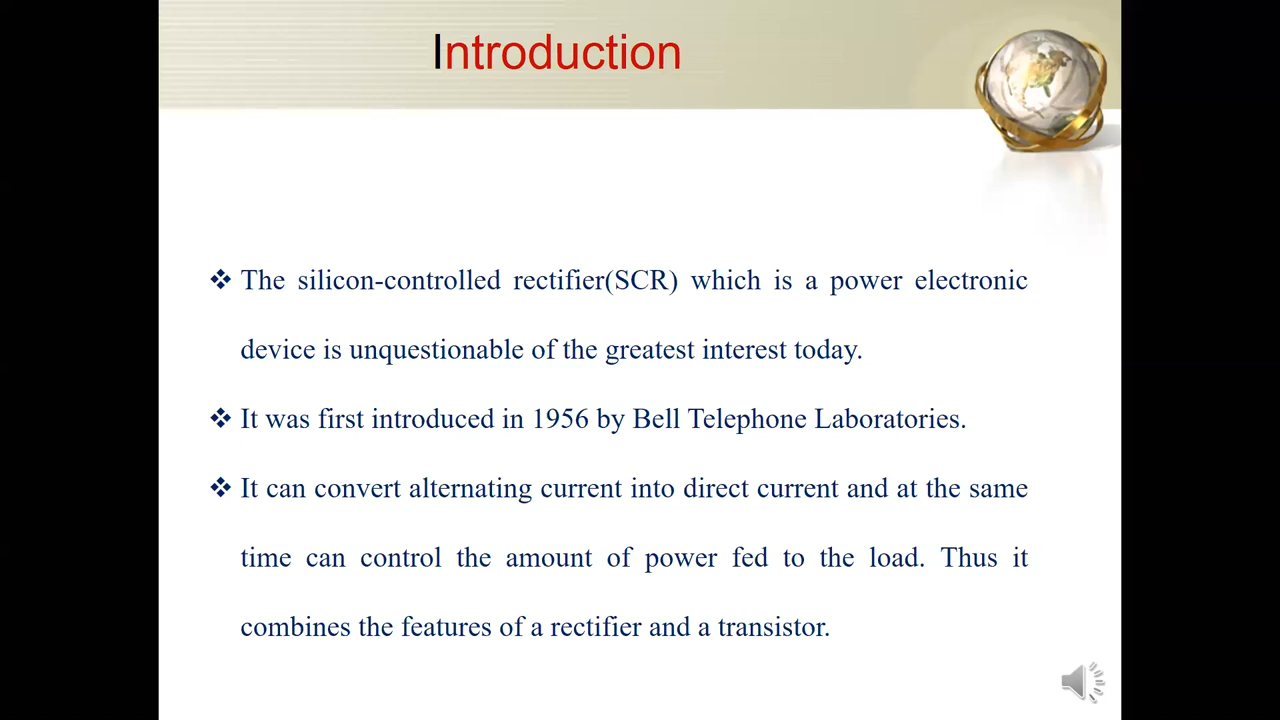 Introduction
❖ The silicon-controlled rectifier(SCR) which is a power electronic
device is unquestionable of the greatest interest today.
❖ It was first introduced in 1956 by Bell Telephone Laboratories.
❖ It can convert alternating current into direct current and at the same
time can control the amount of power fed to the load. Thus it
combines the features of a rectifier and a transistor.